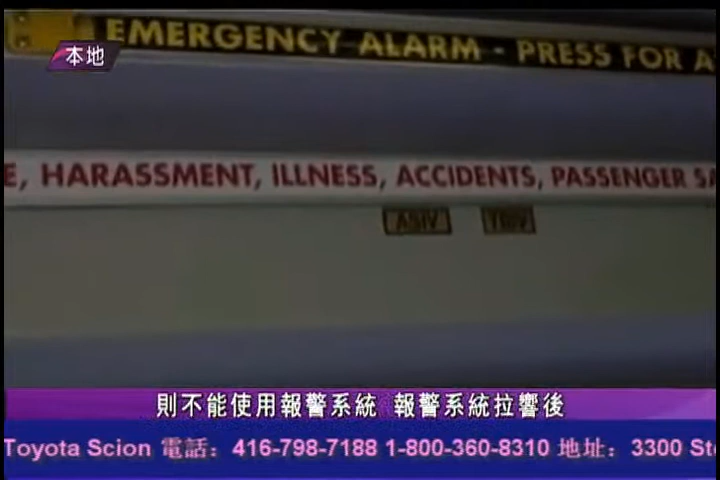 EMERGENCY ALARM - PRESS FOR A
本地
E, HARASSMENT, ILLNESS, ACCIDENTS, PASSENGER SA
則不能使用報警系統 報警系統拉響後
Toyota Scion 電話：416-798-7188 1-800-360-8310 地址：3300 Ste